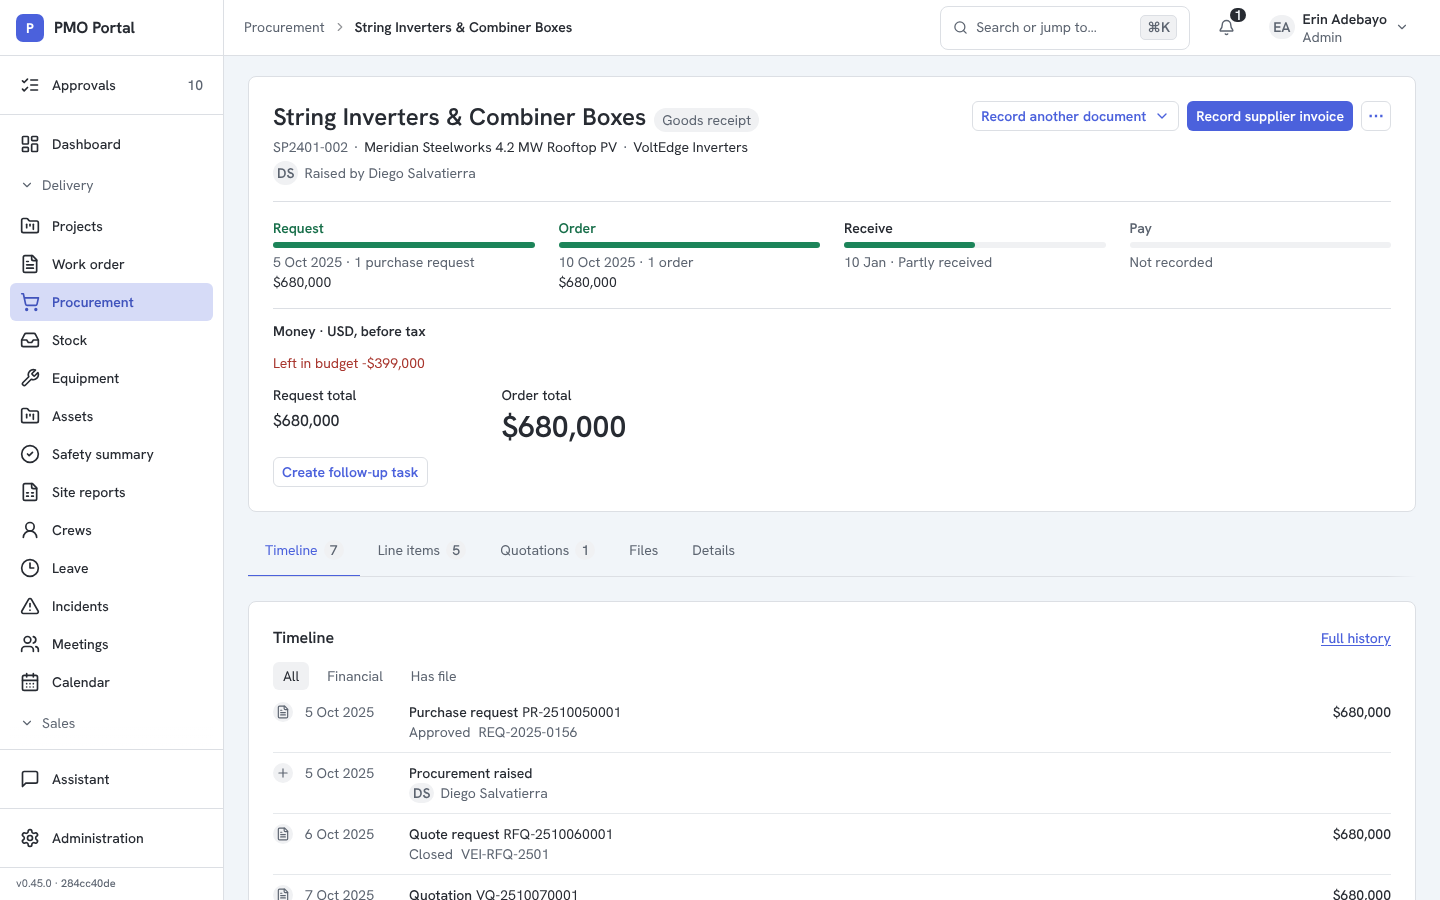 P PMO Portal
Procurement > String Inverters & Combiner Boxes
Search or jump to... ⌘K
1
EA Erin Adebayo
Admin
Approvals 10
Dashboard
Delivery
Projects
Work order
Procurement
Stock
Equipment
Assets
Safety summary
Site reports
Crews
Leave
Incidents
Meetings
Calendar
Sales
Assistant
Administration
v0.45.0 · 284cc40de
String Inverters & Combiner Boxes Goods receipt
Record another document Record supplier invoice ···
SP2401-002 · Meridian Steelworks 4.2 MW Rooftop PV · VoltEdge Inverters
DS Raised by Diego Salvatierra
Request Order Receive Pay
5 Oct 2025 · 1 purchase request 10 Oct 2025 · 1 order 10 Jan · Partly received Not recorded
$680,000 $680,000
Money · USD, before tax
Left in budget -$399,000
Request total Order total
$680,000 $680,000
Create follow-up task
Timeline 7 Line items 5 Quotations 1 Files Details
Timeline Full history
All Financial Has file
5 Oct 2025 Purchase request PR-2510050001 $680,000
Approved REQ-2025-0156
5 Oct 2025 Procurement raised
DS Diego Salvatierra
6 Oct 2025 Quote request RFQ-2510060001 $680,000
Closed VEI-RFQ-2501
7 Oct 2025 Quotation VQ-2510070001 $680,000